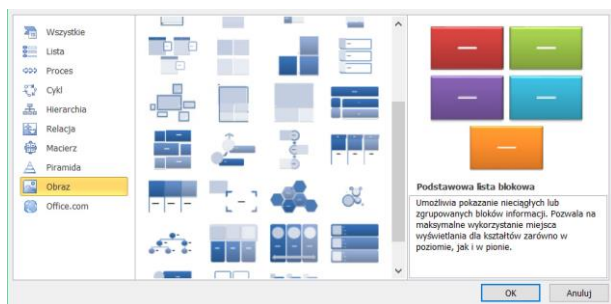 Wszystkie
Lista
Proces
Cykl
Hierarchia
Relacja
Macierz
Piramida
Obraz
Office.com
Podstawowa lista blokowa
Umożliwia pokazanie nieciągłych lub
zgrupowanych bloków informacji. Pozwala na
maksymalne wykorzystanie miejsca
wyświetlania dla kształtów zarówno w
poziomie, jak i w pionie.
OK
Anuluj